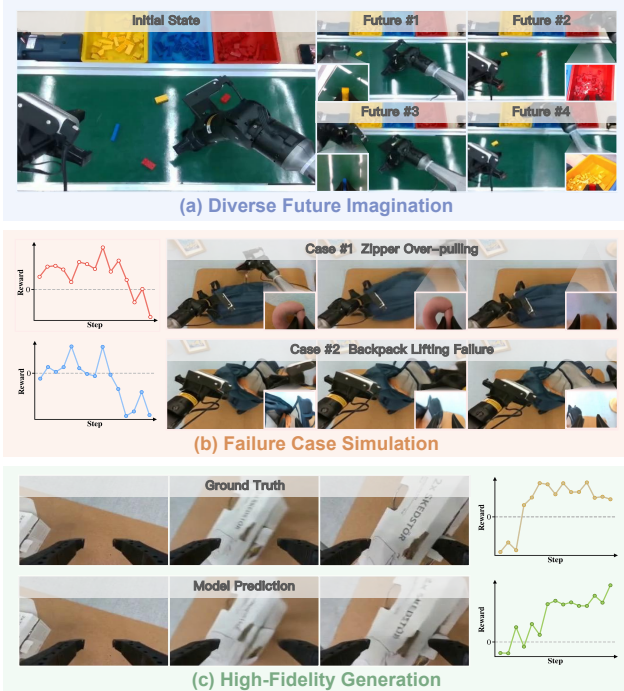 Initial State
Future #1
Future #2
Future #3
Future #4
(a) Diverse Future Imagination
Reward
0
Step
Case #1 Zipper Over-pulling
Reward
0
Step
Case #2 Backpack Lifting Failure
(b) Failure Case Simulation
Ground Truth
SKEDSTÖR
Reward
0
Step
Model Prediction
Reward
0
Step
(c) High-Fidelity Generation